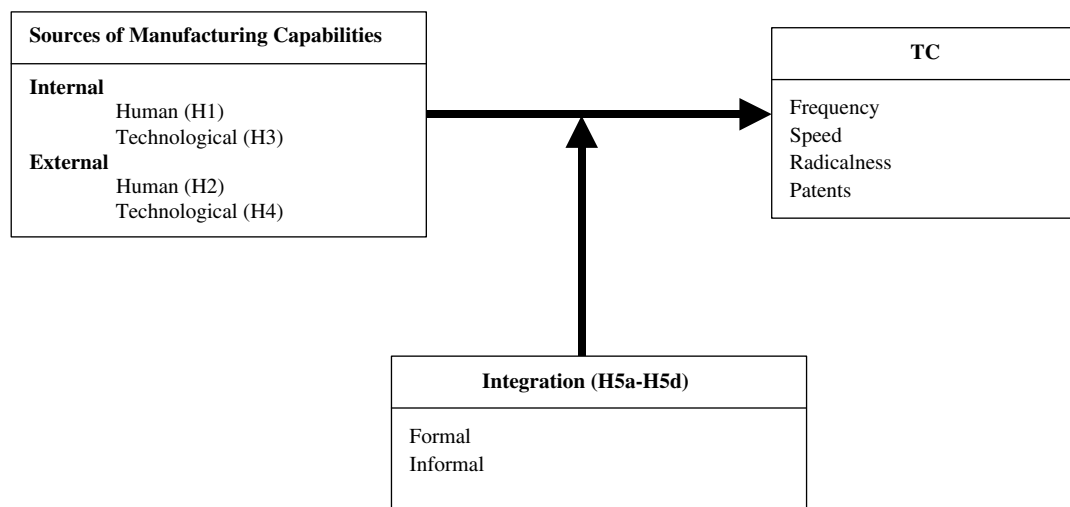 Sources of Manufacturing Capabilities
Internal
Human (H1)
Technological (H3)
External
Human (H2)
Technological (H4)
TC
Frequency
Speed
Radicalness
Patents
Integration (H5a-H5d)
Formal
Informal